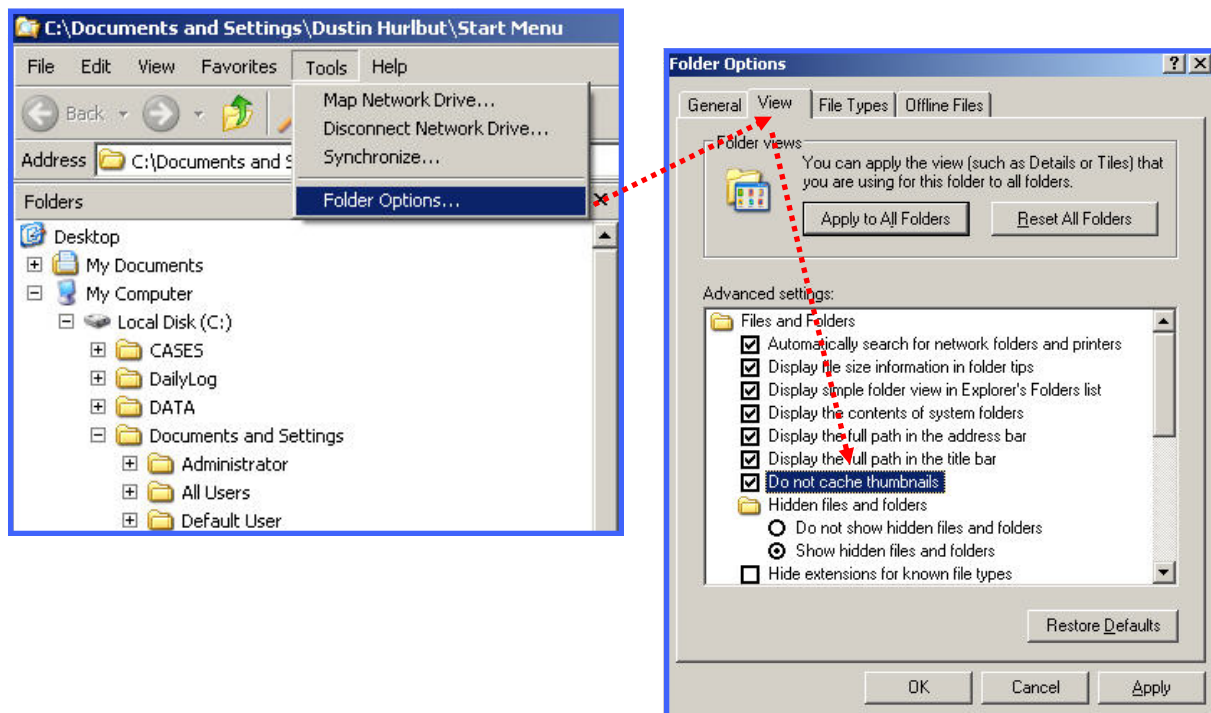 C:\Documents and Settings\Dustin Hurlbut\Start Menu
File Edit View Favorites Tools Help
Back
Map Network Drive...
Disconnect Network Drive...
Synchronize...
Folder Options...
Address C:\Documents and
Folders
Desktop
My Documents
My Computer
Local Disk (C:)
CASES
DailyLog
DATA
Documents and Settings
Administrator
All Users
Default User
Folder Options
General View File Types Offline Files
Folder views
You can apply the view (such as Details or Tiles) that
you are using for this folder to all folders.
Apply to All Folders Reset All Folders
Advanced settings:
Files and Folders
Automatically search for network folders and printers
Display file size information in folder tips
Display simple folder view in Explorer's Folders list
Display the contents of system folders
Display the full path in the address bar
Display the full path in the title bar
Do not cache thumbnails
Hidden files and folders
Do not show hidden files and folders
Show hidden files and folders
Hide extensions for known file types
Restore Defaults
OK Cancel Apply